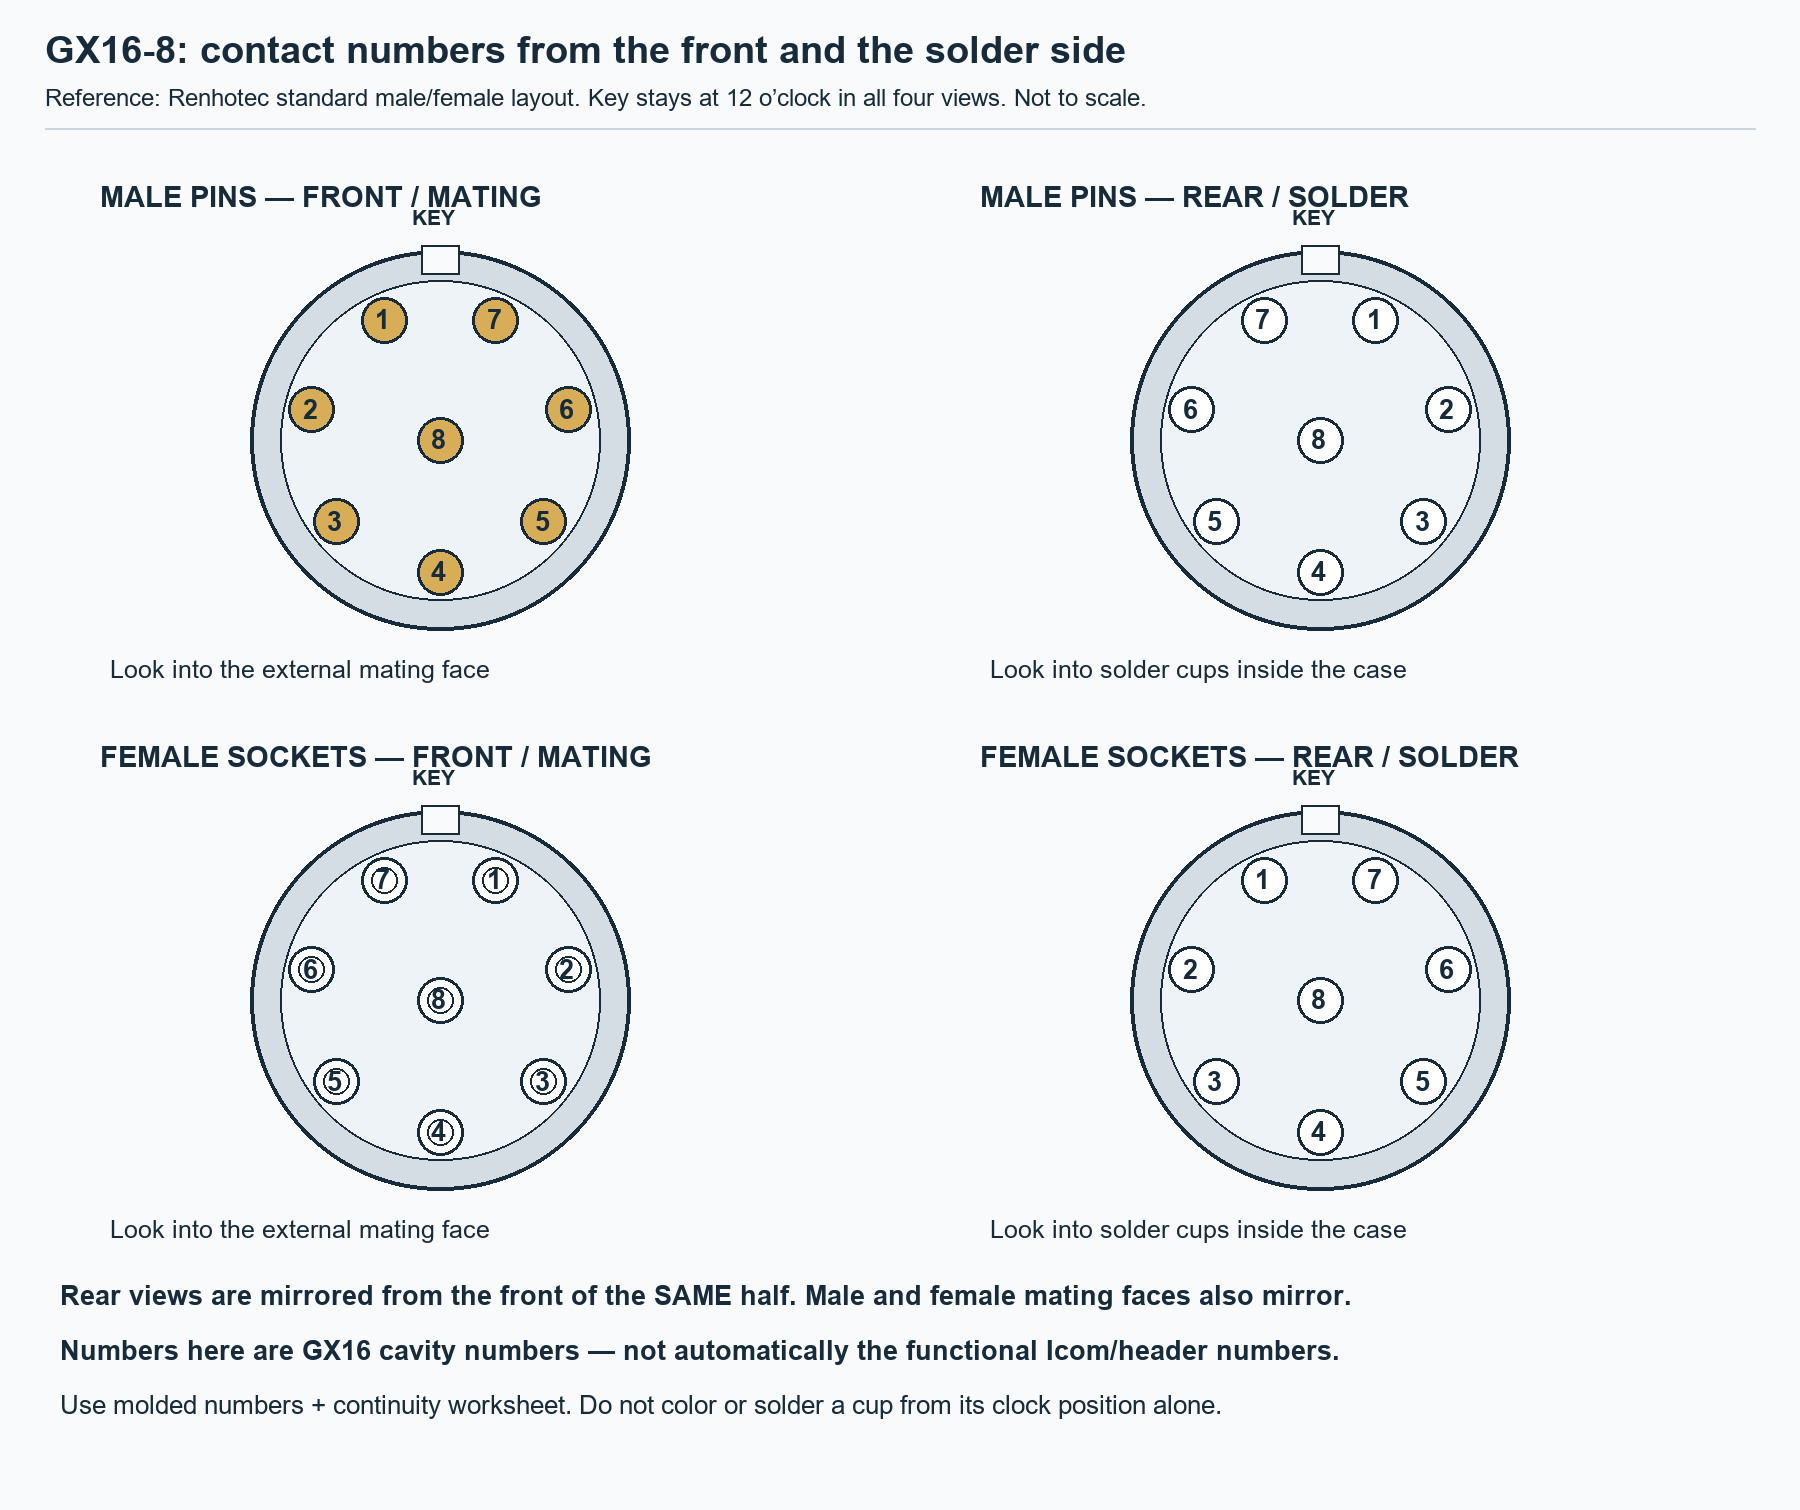 GX16-8: contact numbers from the front and the solder side
Reference: Renhotec standard male/female layout. Key stays at 12 o’clock in all four views. Not to scale.
MALE PINS — FRONT / MATING
KEY
1 7
2 6
8
3 5
4
Look into the external mating face
MALE PINS — REAR / SOLDER
KEY
7 1
6 2
8
5 3
4
Look into solder cups inside the case
FEMALE SOCKETS — FRONT / MATING
KEY
7 1
6 2
8
5 3
4
Look into the external mating face
FEMALE SOCKETS — REAR / SOLDER
KEY
1 7
2 6
8
3 5
4
Look into solder cups inside the case
Rear views are mirrored from the front of the SAME half. Male and female mating faces also mirror.
Numbers here are GX16 cavity numbers — not automatically the functional Icom/header numbers.
Use molded numbers + continuity worksheet. Do not color or solder a cup from its clock position alone.